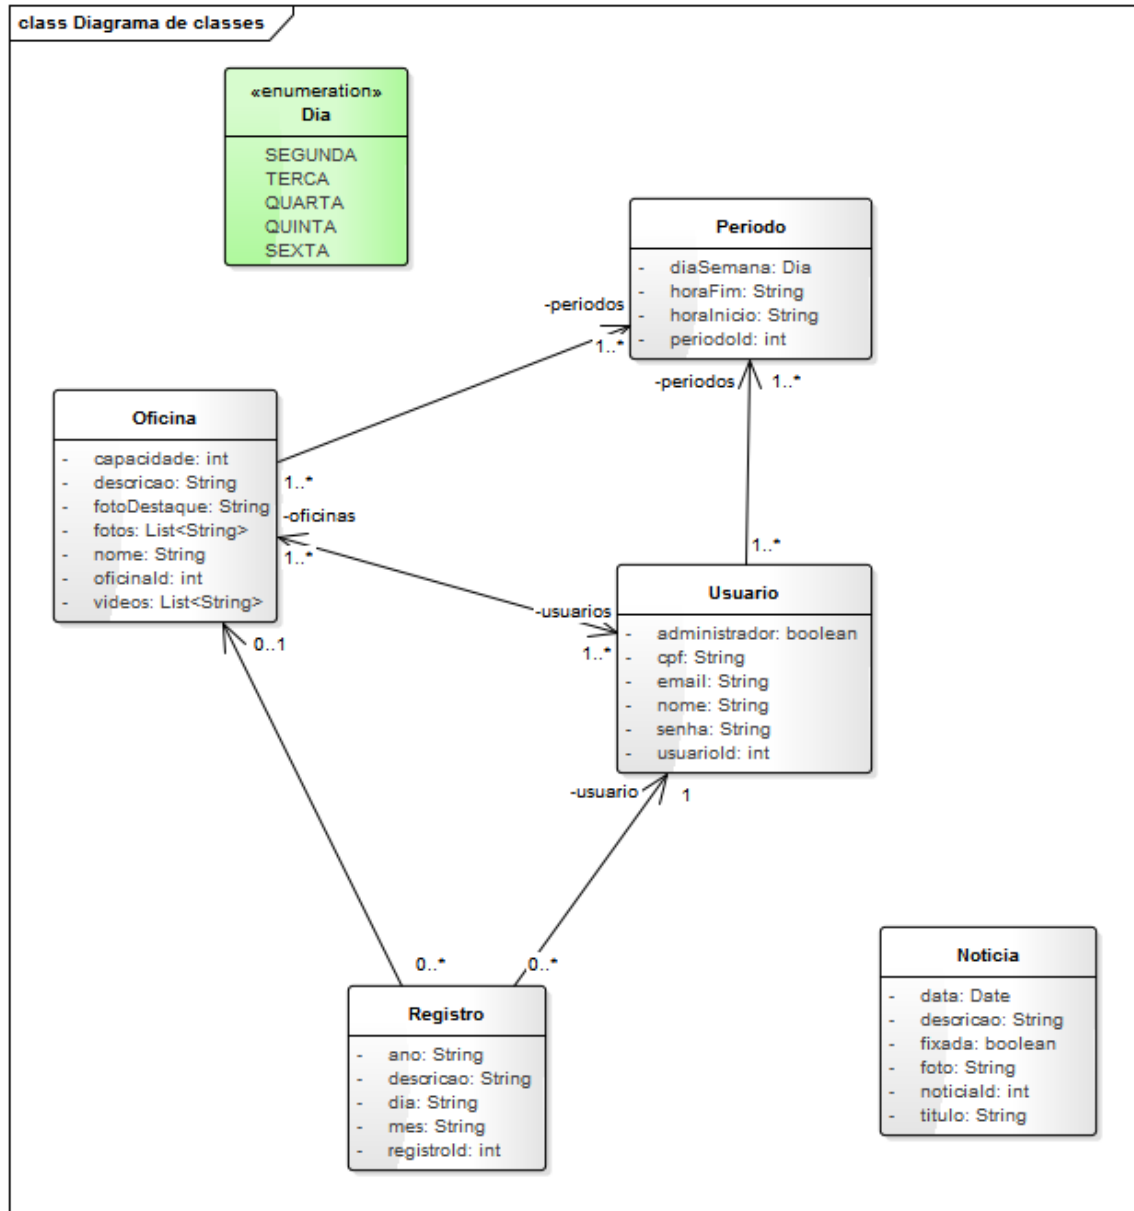 class Diagrama de classes
«enumeration»
Dia
SEGUNDA
TERCA
QUARTA
QUINTA
SEXTA
Periodo
- diaSemana: Dia
- horaFim: String
- horaInicio: String
- periodoId: int
-periodos
1..*
-periodos
1..*
Oficina
- capacidade: int
- descricao: String
- fotoDestaque: String
- fotos: List<String>
- nome: String
- oficinaId: int
- videos: List<String>
1..*
-oficinas
1..*
1..*
-usuarios
1..*
Usuario
- administrador: boolean
- cpf: String
- email: String
- nome: String
- senha: String
- usuarioId: int
0..1
-usuario
1
0..*
0..*
Registro
- ano: String
- descricao: String
- dia: String
- mes: String
- registroId: int
Noticia
- data: Date
- descricao: String
- fixada: boolean
- foto: String
- noticiaId: int
- titulo: String